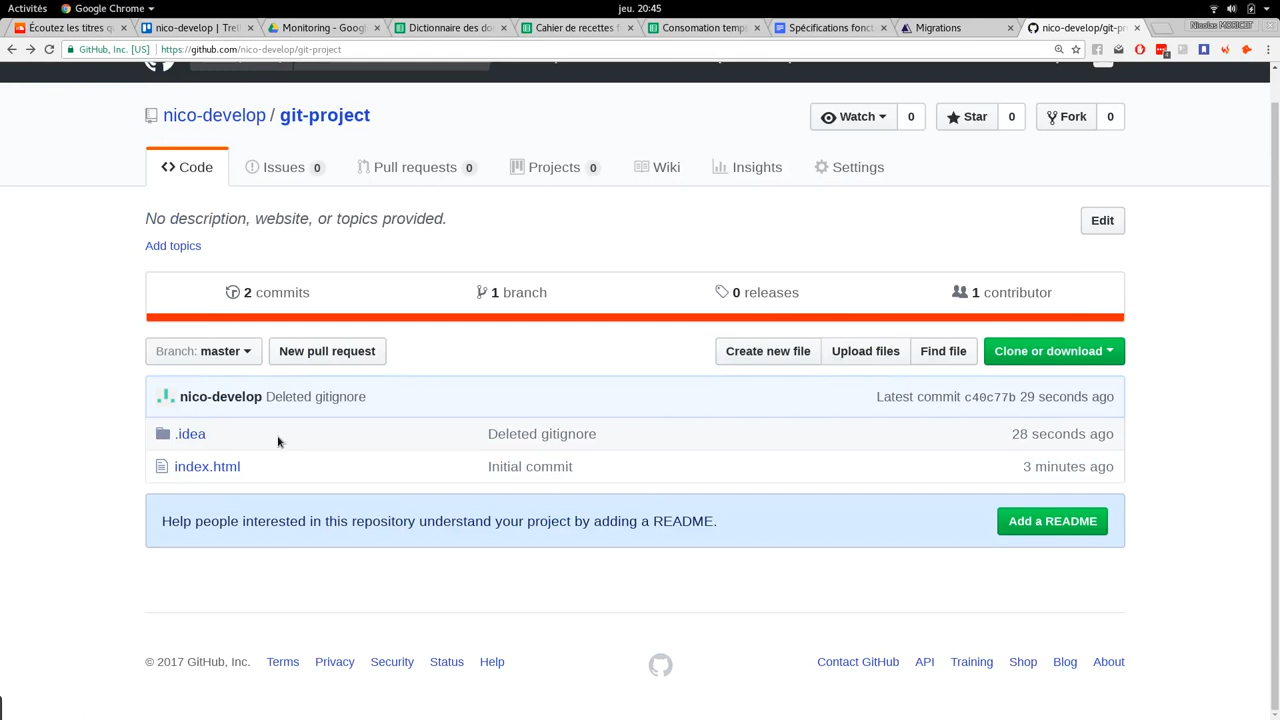 Activités Google Chrome jeu. 20:45
Écoutez les titres q nico-develop | Trell Monitoring - Goog Dictionnaire des do Cahier de recettes Consomation temp Spécifications fonct Migrations nico-develop/git-pr
GitHub, Inc. [US] https://github.com/nico-develop/git-project
nico-develop / git-project Watch 0 Star 0 Fork 0
Code Issues 0 Pull requests 0 Projects 0 Wiki Insights Settings
No description, website, or topics provided. Edit
Add topics
2 commits 1 branch 0 releases 1 contributor
Branch: master New pull request Create new file Upload files Find file Clone or download
nico-develop Deleted gitignore Latest commit c40c77b 29 seconds ago
.idea Deleted gitignore 28 seconds ago
index.html Initial commit 3 minutes ago
Help people interested in this repository understand your project by adding a README. Add a README
© 2017 GitHub, Inc. Terms Privacy Security Status Help Contact GitHub API Training Shop Blog About